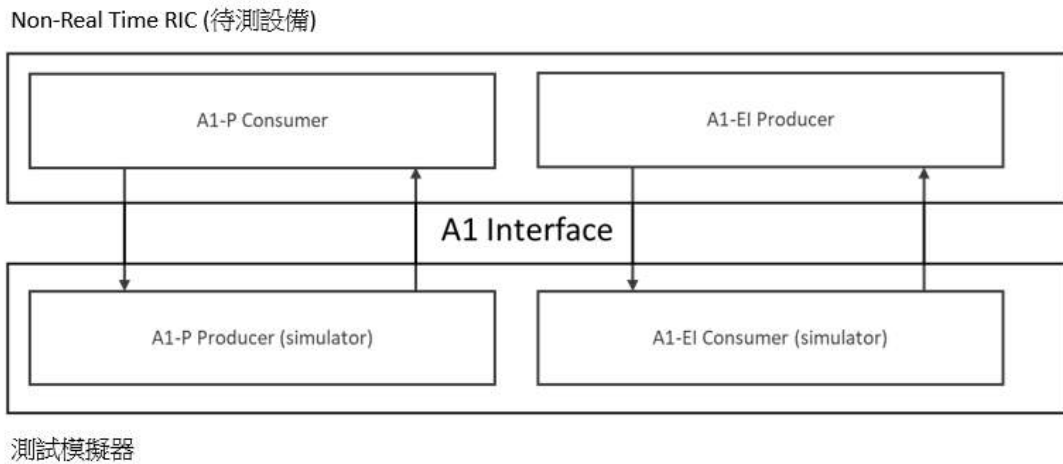 Non-Real Time RIC (待測設備)
A1-P Consumer
A1-EI Producer
A1 Interface
A1-P Producer (simulator)
A1-EI Consumer (simulator)
測試模擬器